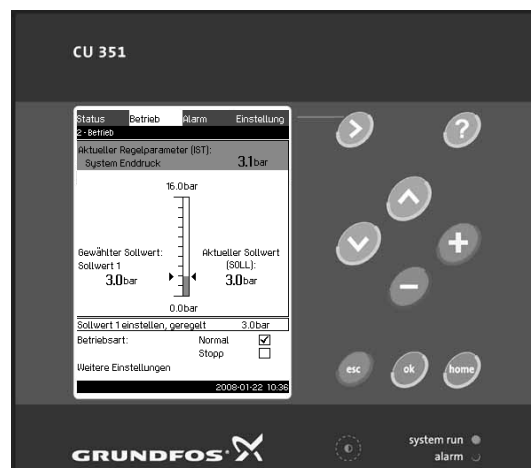 CU 351
Status Betrieb Alarm Einstellung
2 - Betrieb
Aktueller Regelparameter (IST):
System Enddruck 3.1bar
16.0bar
Gewählter Sollwert:
Sollwert 1
3.0bar
Aktueller Sollwert
(SOLL):
3.0bar
0.0bar
Sollwert 1 einstellen, geregelt 3.0bar
Betriebsart: Normal
Stopp
Weitere Einstellungen
2008-01-22 10:36
?
esc ok home
GRUNDFOS
system run
alarm